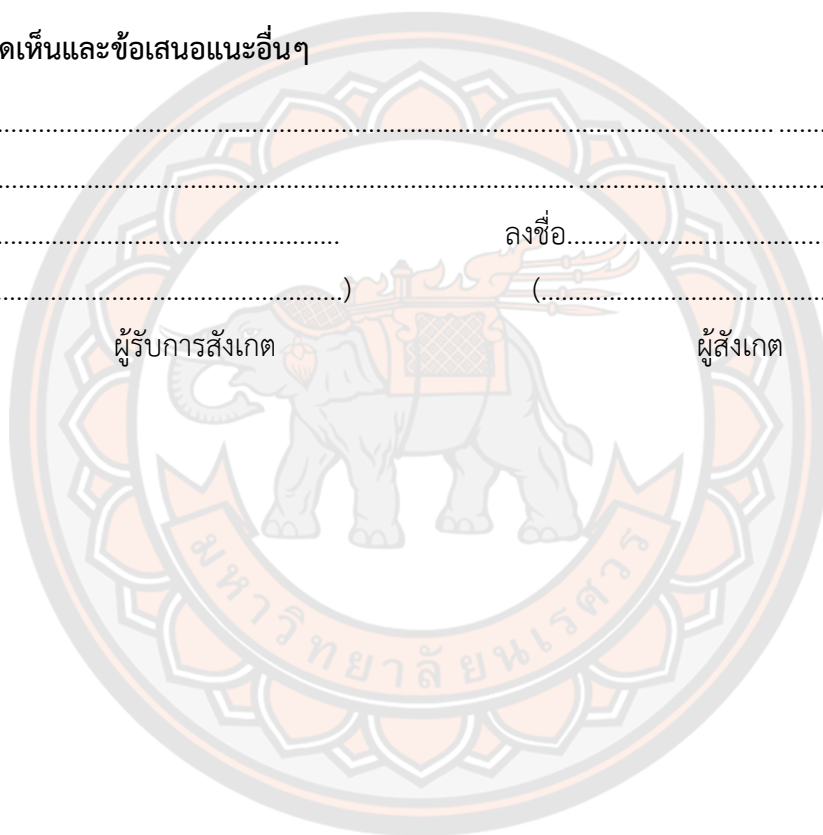 ดเห็นและข้อเสนอแนะอื่นๆ
...........................................................................................................................
...........................................................................................................................
.................................................... ลงชื่อ.......................................
....................................................) (...........................................
ผู้รับการสังเกต ผู้สังเกต
มหาวิทยาลัยนเรศวร